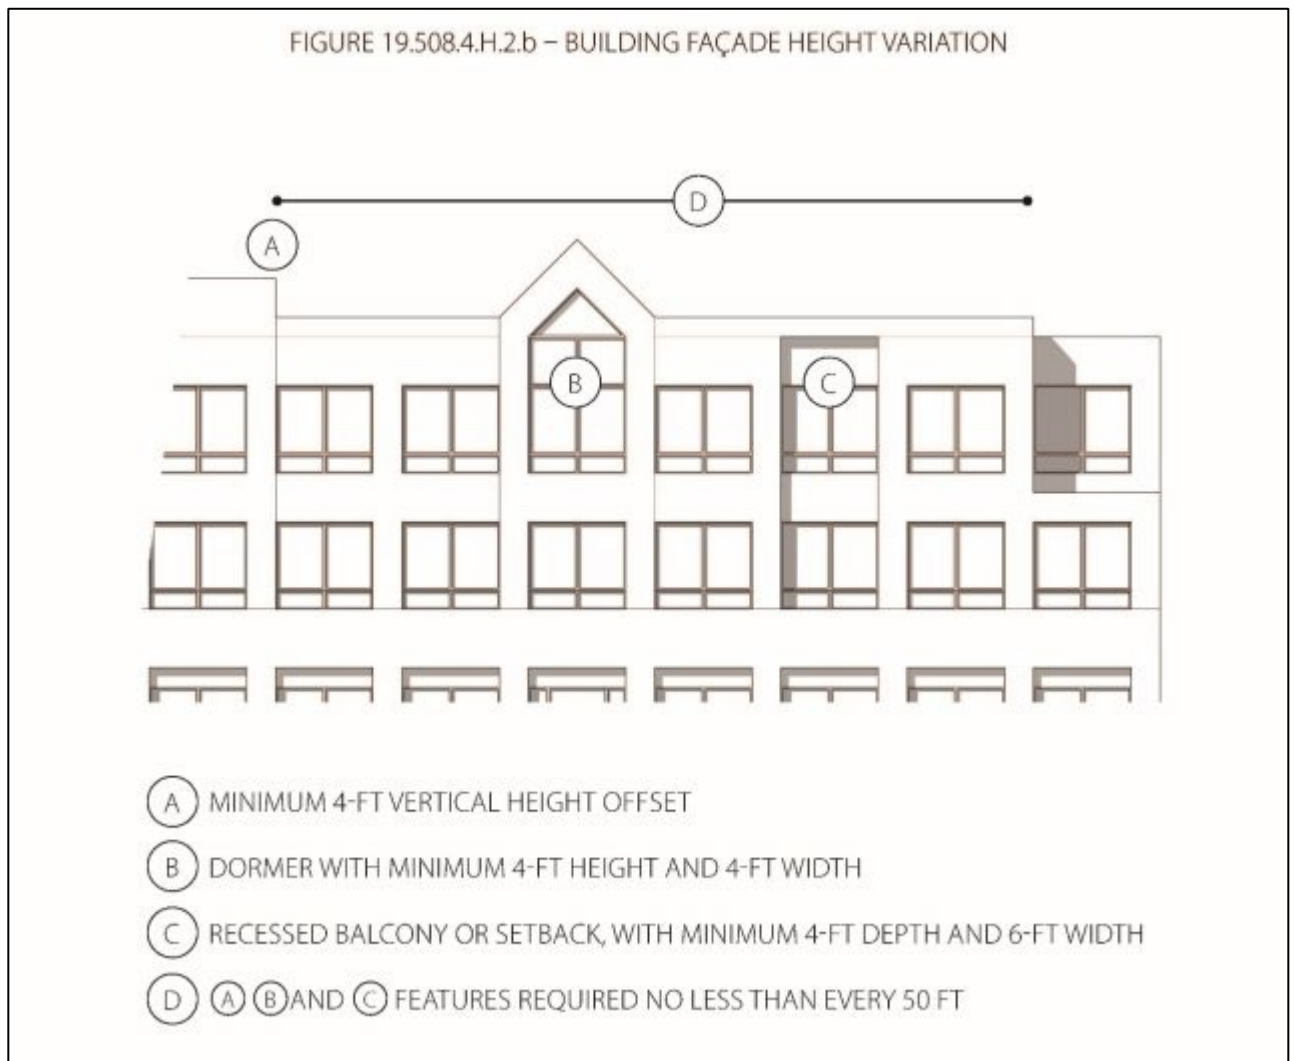 FIGURE 19.508.4.H.2.b – BUILDING FAÇADE HEIGHT VARIATION
D
A
B
C
A MINIMUM 4-FT VERTICAL HEIGHT OFFSET
B DORMER WITH MINIMUM 4-FT HEIGHT AND 4-FT WIDTH
C RECESSED BALCONY OR SETBACK, WITH MINIMUM 4-FT DEPTH AND 6-FT WIDTH
D A B AND C FEATURES REQUIRED NO LESS THAN EVERY 50 FT